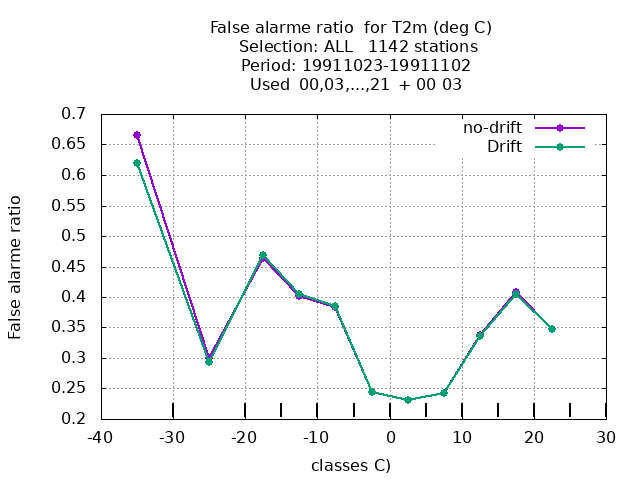 False alarme ratio  for T2m (deg C)
Selection: ALL   1142 stations
Period: 19911023-19911102
Used  00,03,...,21  + 00 03
no-drift
Drift
False alarme ratio
0.7
0.65
0.6
0.55
0.5
0.45
0.4
0.35
0.3
0.25
0.2
-40 -30 -20 -10 0 10 20 30
classes C)